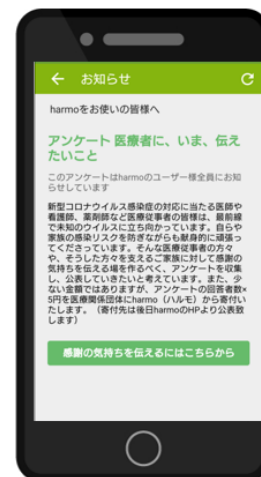 お知らせ
harmoをお使いの皆様へ
アンケート 医療者に、いま、伝え
たいこと
このアンケートはharmoのユーザー様全員にお知
らせしています
新型コロナウイルス感染症の対応に当たる医師や
看護師、薬剤師など医療従事者の皆様は、最前線
で未知のウイルスに立ち向かっています。自らや
家族の感染リスクを防ぎながらも献身的に頑張っ
てくださっています。そんな医療従事者の方々
や、そうした方々を支えるご家族に対して感謝の
気持ちを伝える場を作るべく、アンケートを収集
し、公表していきたいと考えています。また、少
ない金額ではありますが、アンケートの回答者数×
5円を医療関係団体にharmo（ハルモ）から寄付い
たします。（寄付先は後日harmoのHPより公表致
します）
感謝の気持ちを伝えるにはこちらから